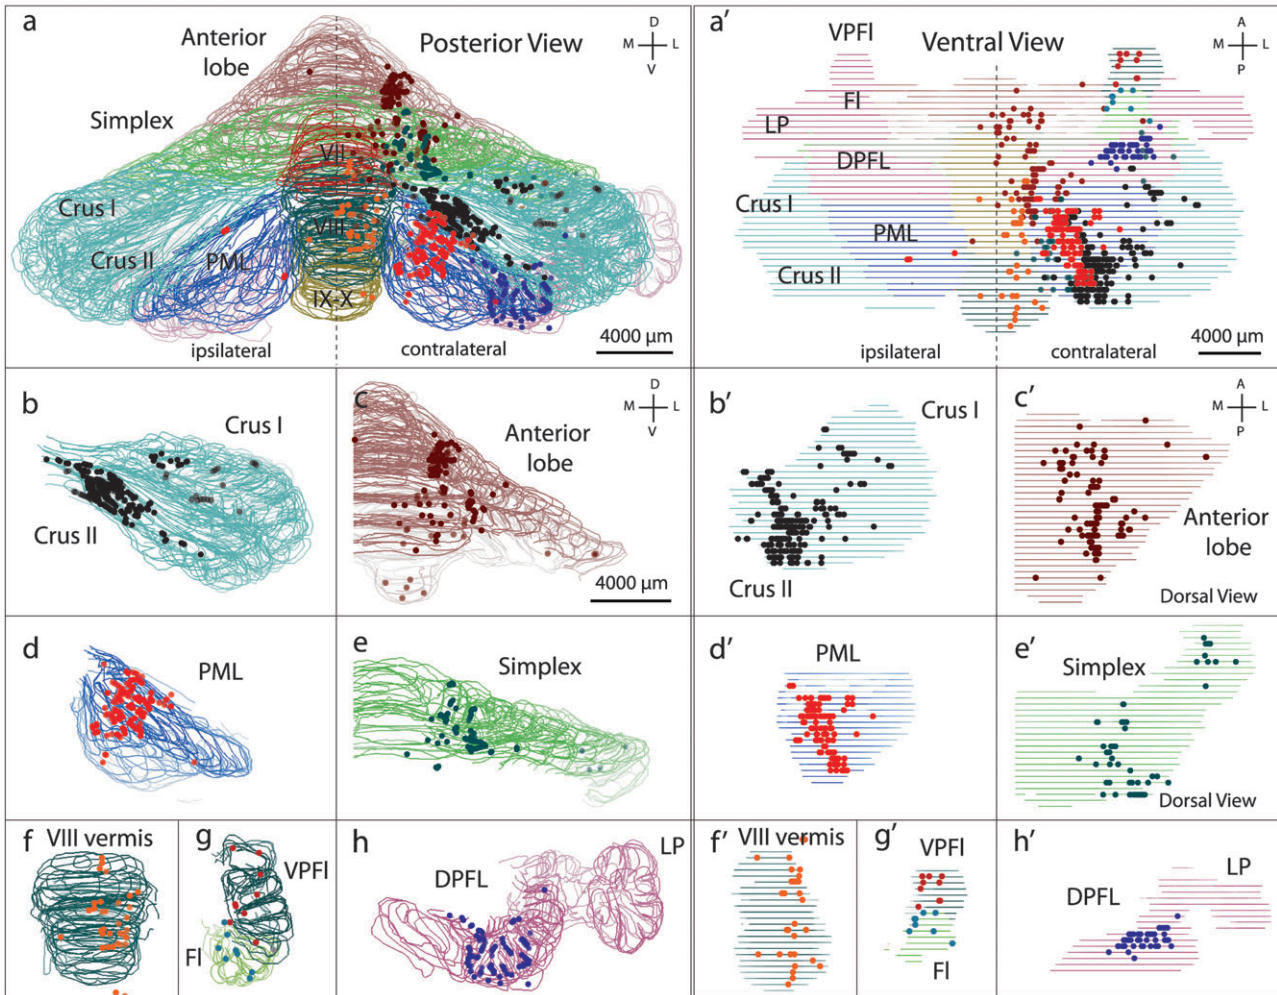 a
Anterior
lobe
Posterior View
D
M L
V
Simplex
VII
Crus I
VIII
Crus II
PML
IX-X
ipsilateral
contralateral
4000 µm
a′
VPFl
Ventral View
A
M L
P
Fl
LP
DPFL
Crus I
PML
Crus II
ipsilateral
contralateral
4000 µm
b
Crus I
Crus II
c
D
M L
V
Anterior
lobe
4000 µm
b′
Crus I
Crus II
c′
A
M L
P
Anterior
lobe
Dorsal View
d
PML
e
Simplex
d′
PML
e′
Simplex
Dorsal View
f
VIII vermis
g
VPFl
Fl
h
LP
DPFL
f′
VIII vermis
g′
VPFl
Fl
h′
LP
DPFL